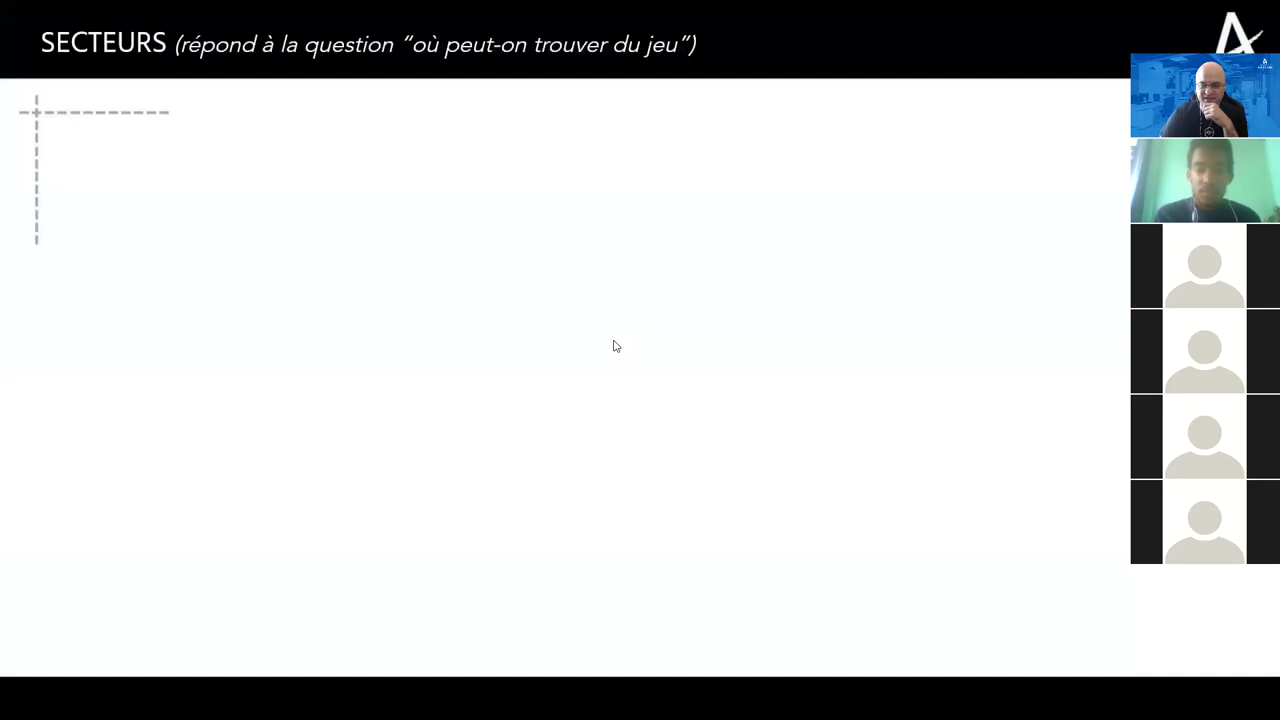 SECTEURS (répond à la question “où peut-on trouver du jeu”)